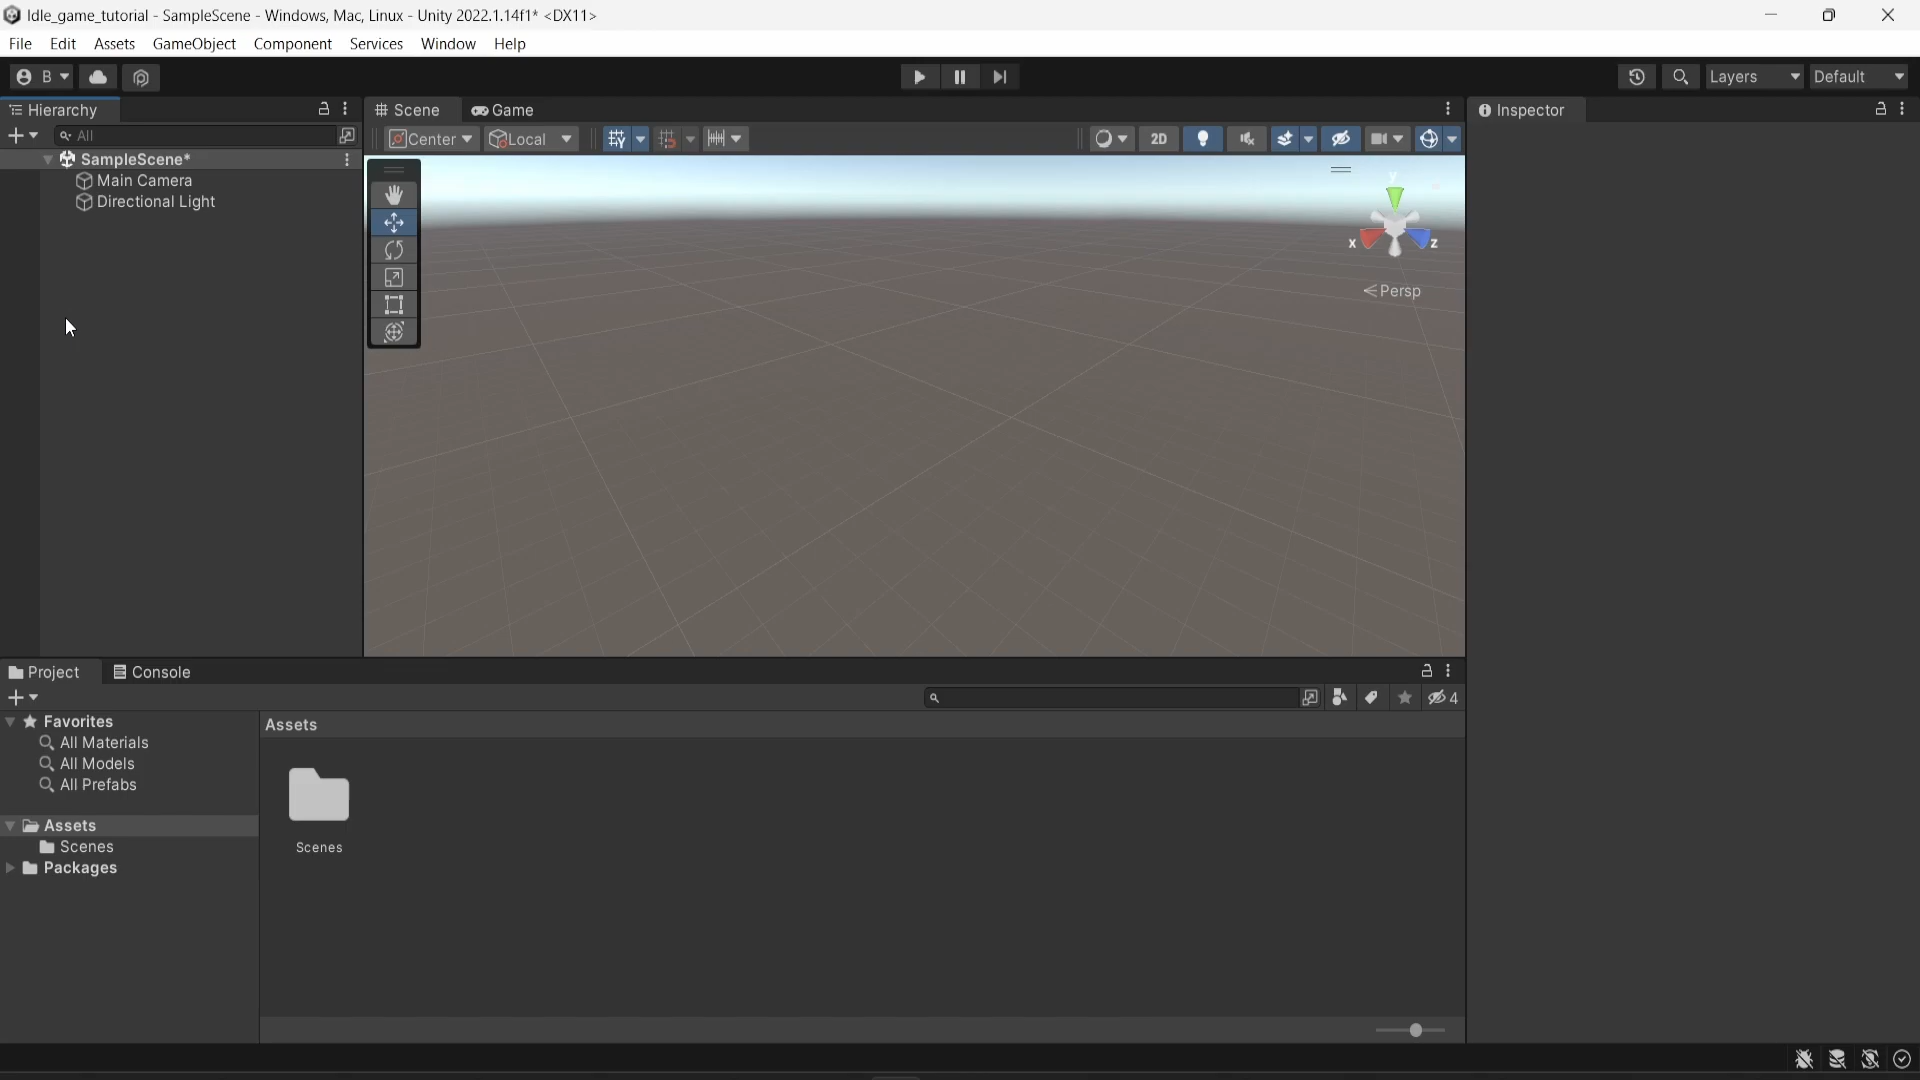 Idle_game_tutorial - SampleScene - Windows, Mac, Linux - Unity 2022.1.14f1* <DX11>
File Edit Assets GameObject Component Services Window Help
B Layers Default
Hierarchy Scene Game Inspector
All Center Local 2D
SampleScene*
Main Camera
Directional Light
y
x z
Persp
Project Console
4
Favorites Assets
All Materials
All Models
All Prefabs
Assets
Scenes Scenes
Packages